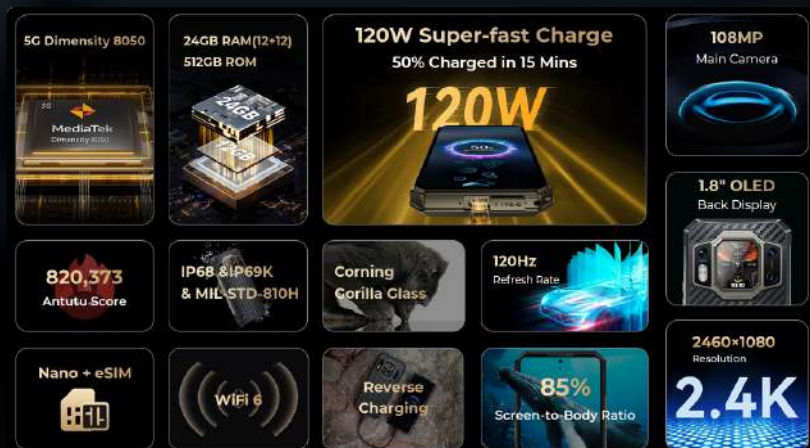 5G Dimensity 8050
5G
MediaTek
Dimensity 8050
24GB RAM(12+12)
512GB ROM
24GB
120W Super-fast Charge
50% Charged in 15 Mins
120W
108MP
Main Camera
1.8" OLED
Back Display
820,373
Antutu Score
IP68 &IP69K
& MIL-STD-810H
Corning
Gorilla Glass
120Hz
Refresh Rate
2460×1080
Resolution
2.4K
Nano + eSIM
WiFi 6
Reverse
Charging
85%
Screen-to-Body Ratio